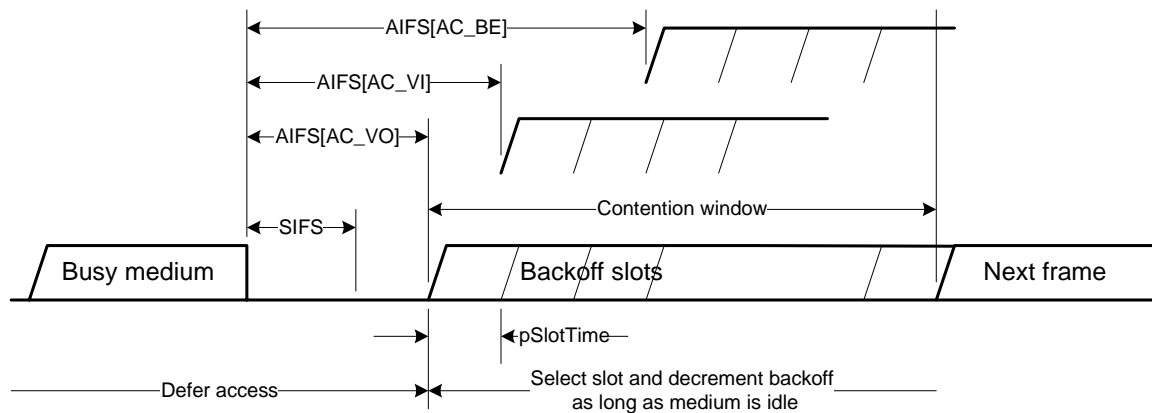 AIFS[AC_BE]
AIFS[AC_VI]
AIFS[AC_VO]
Contention window
SIFS
Busy medium
Backoff slots
Next frame
pSlotTime
Defer access
Select slot and decrement backoff
as long as medium is idle